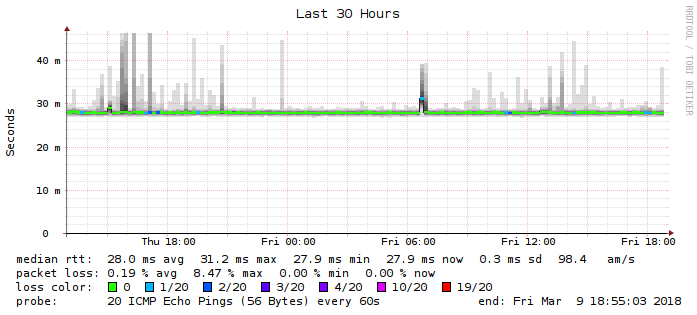 Last 30 Hours
RRDTOOL / TOBI OETIKER
Seconds
40 m
30 m
20 m
10 m
0
Thu 18:00 Fri 00:00 Fri 06:00 Fri 12:00 Fri 18:00
median rtt: 28.0 ms avg 31.2 ms max 27.9 ms min 27.9 ms now 0.3 ms sd 98.4 am/s
packet loss: 0.19 % avg 8.47 % max 0.00 % min 0.00 % now
loss color: 0 1/20 2/20 3/20 4/20 10/20 19/20
probe: 20 ICMP Echo Pings (56 Bytes) every 60s end: Fri Mar 9 18:55:03 2018